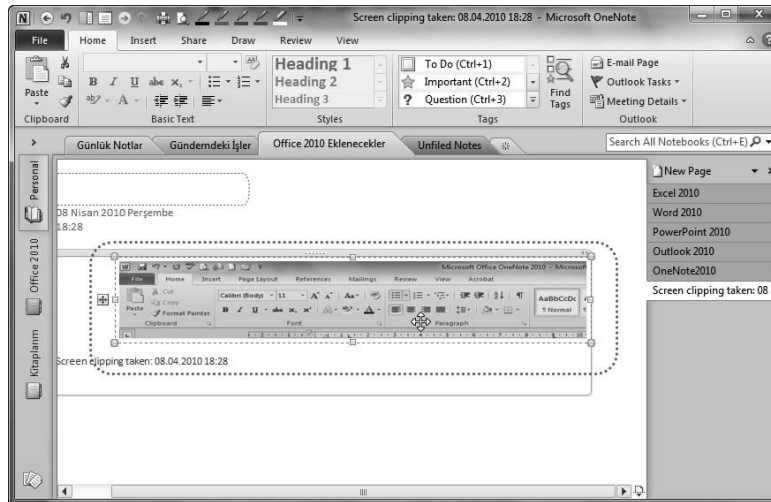 Screen clipping taken: 08.04.2010 18:28 - Microsoft OneNote
File Home Insert Share Draw Review View
Paste
B I U abc x,
A
Heading 1
Heading 2
Heading 3
To Do (Ctrl+1)
Important (Ctrl+2)
Question (Ctrl+3)
Find
Tags
E-mail Page
Outlook Tasks
Meeting Details
Clipboard Basic Text Styles Tags Outlook
Günlük Notlar Gündemdeki İşler Office 2010 Eklenecekler Unfiled Notes Search All Notebooks (Ctrl+E)
Personal
Office 2010
Kitaplarım
New Page
Excel 2010
Word 2010
PowerPoint 2010
Outlook 2010
OneNote2010
Screen clipping taken: 08
08 Nisan 2010 Perşembe
18:28
Microsoft Office OneNote 2010 - Microsof
File Home Insert Page Layout References Mailings Review View Acrobat
Paste
Cut
Copy
Format Painter
Calibri (Body) 11 A A Aa
B I U abc x, x² A
AaBbCcDc
¶ Normal
Clipboard Font Paragraph
Screen clipping taken: 08.04.2010 18:28